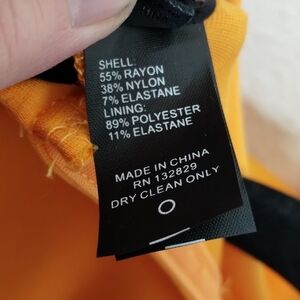 SHELL:
55% RAYON
38% NYLON
7% ELASTANE
LINING:
89% POLYESTER
11% ELASTANE
MADE IN CHINA
RN 132829
DRY CLEAN ONLY